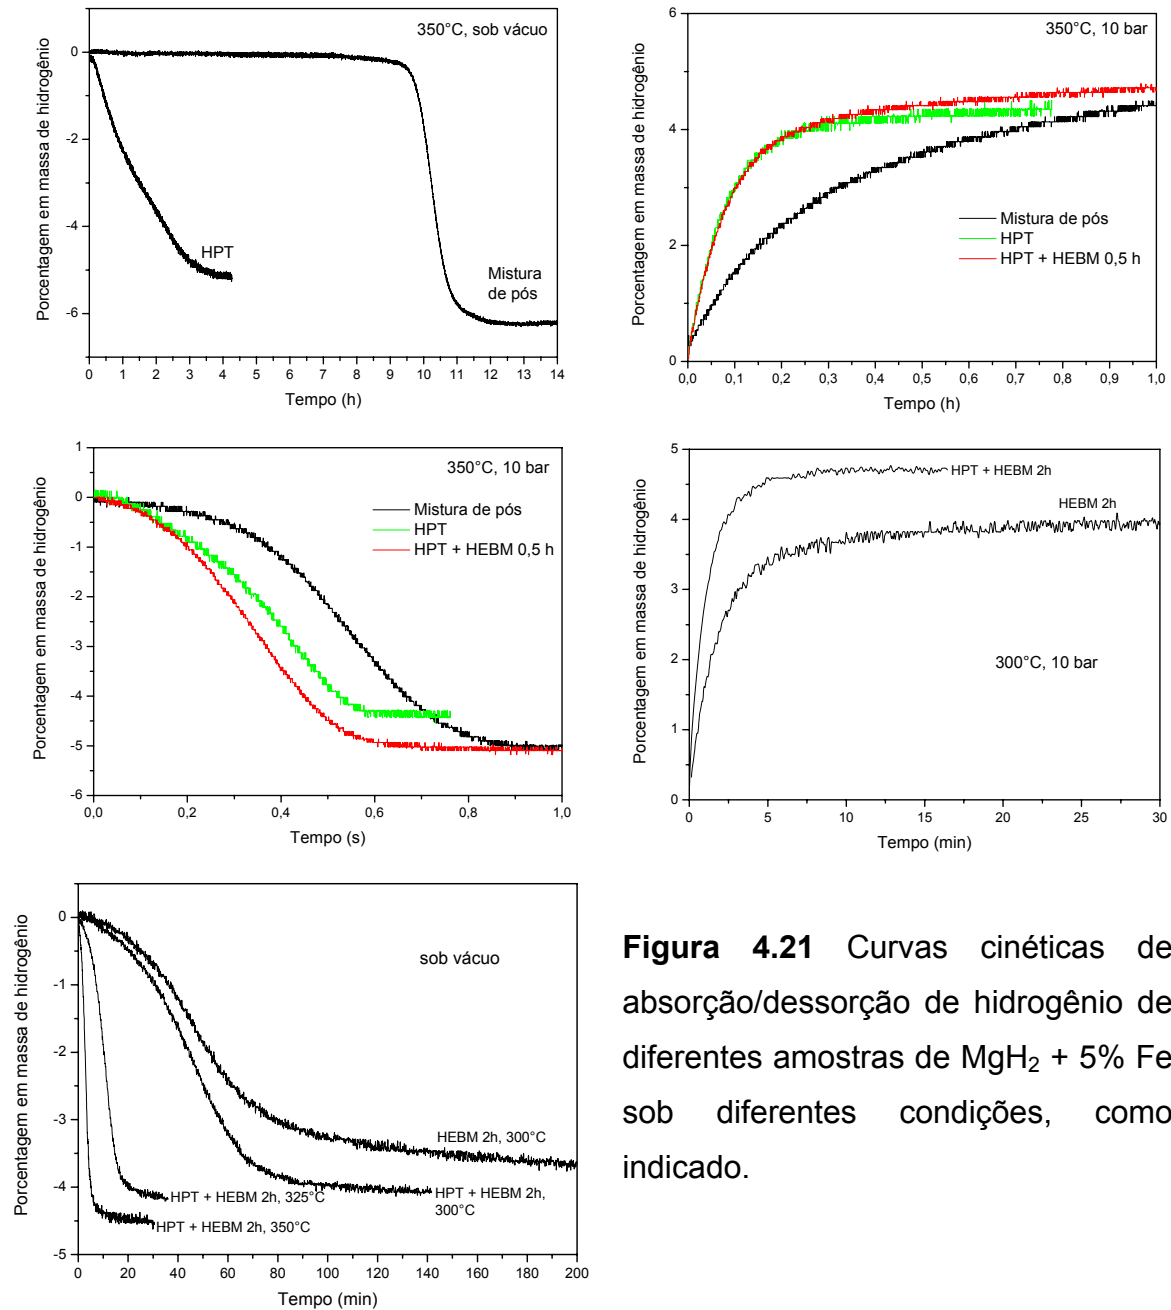 350°C, sob vácuo
Porcentagem em massa de hidrogênio
0
-2
-4
-6
HPT
Mistura
de pós
0 1 2 3 4 5 6 7 8 9 10 11 12 13 14
Tempo (h)
350°C, 10 bar
Porcentagem em massa de hidrogênio
6
4
2
0
Mistura de pós
HPT
HPT + HEBM 0,5 h
0,0 0,1 0,2 0,3 0,4 0,5 0,6 0,7 0,8 0,9 1,0
Tempo (h)
350°C, 10 bar
Porcentagem em massa de hidrogênio
1
0
-1
-2
-3
-4
-5
-6
Mistura de pós
HPT
HPT + HEBM 0,5 h
0,0 0,2 0,4 0,6 0,8 1,0
Tempo (s)
Porcentagem em massa de hidrogênio
5
4
3
2
1
0
HPT + HEBM 2h
HEBM 2h
300°C, 10 bar
0 5 10 15 20 25 30
Tempo (min)
Porcentagem em massa de hidrogênio
0
-1
-2
-3
-4
-5
sob vácuo
HEBM 2h, 300°C
HPT + HEBM 2h, 325°C
HPT + HEBM 2h,
300°C
HPT + HEBM 2h, 350°C
0 20 40 60 80 100 120 140 160 180 200
Tempo (min)
Figura 4.21 Curvas cinéticas de
absorção/dessorção de hidrogênio de
diferentes amostras de MgH₂ + 5% Fe
sob diferentes condições, como
indicado.